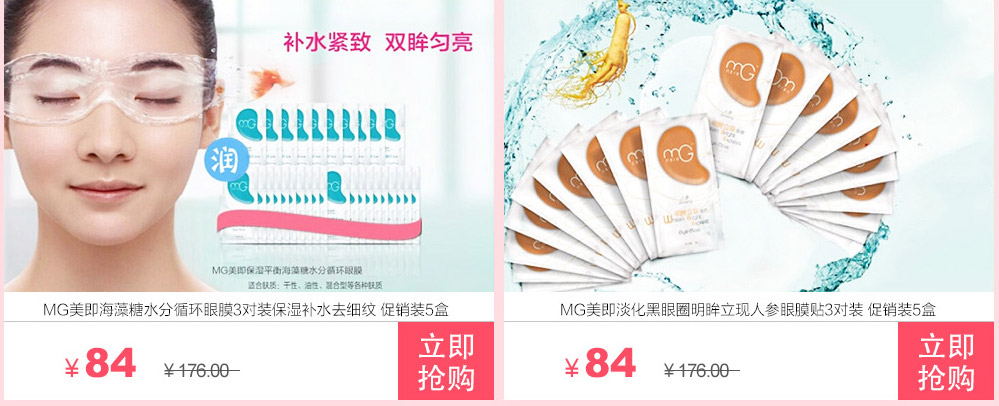 补水紧致 双眸匀亮
润
MG
MG
MG美即保湿平衡海藻糖水分循环眼膜
适合肤质：干性、油性、混合型等各种肤质
MG美即海藻糖水分循环眼膜3对装保湿补水去细纹 促销装5盒
¥84 ¥176.00
立即
抢购
mG
mG
MG美即淡化黑眼圈明眸立现人参眼膜贴3对装 促销装5盒
¥84 ¥176.00
立即
抢购